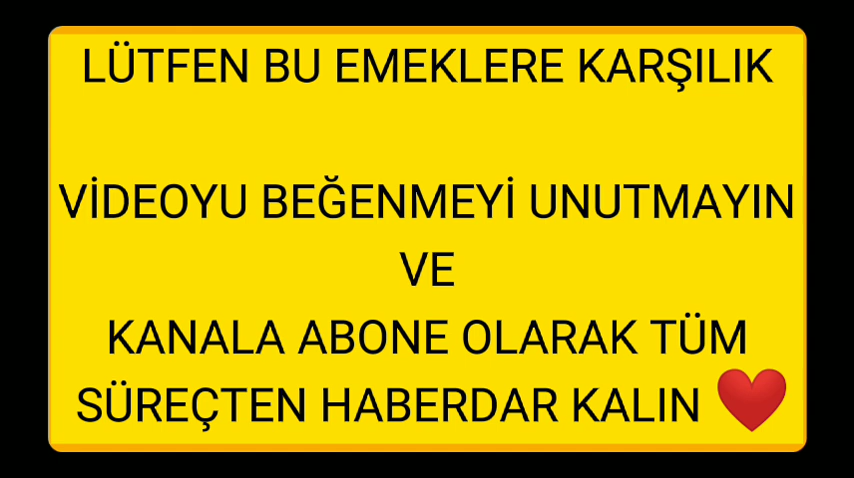 LÜTFEN BU EMEKLERE KARŞILIK
VİDEOYU BEĞENMEYİ UNUTMAYIN
VE
KANALA ABONE OLARAK TÜM
SÜREÇTEN HABERDAR KALIN ❤️